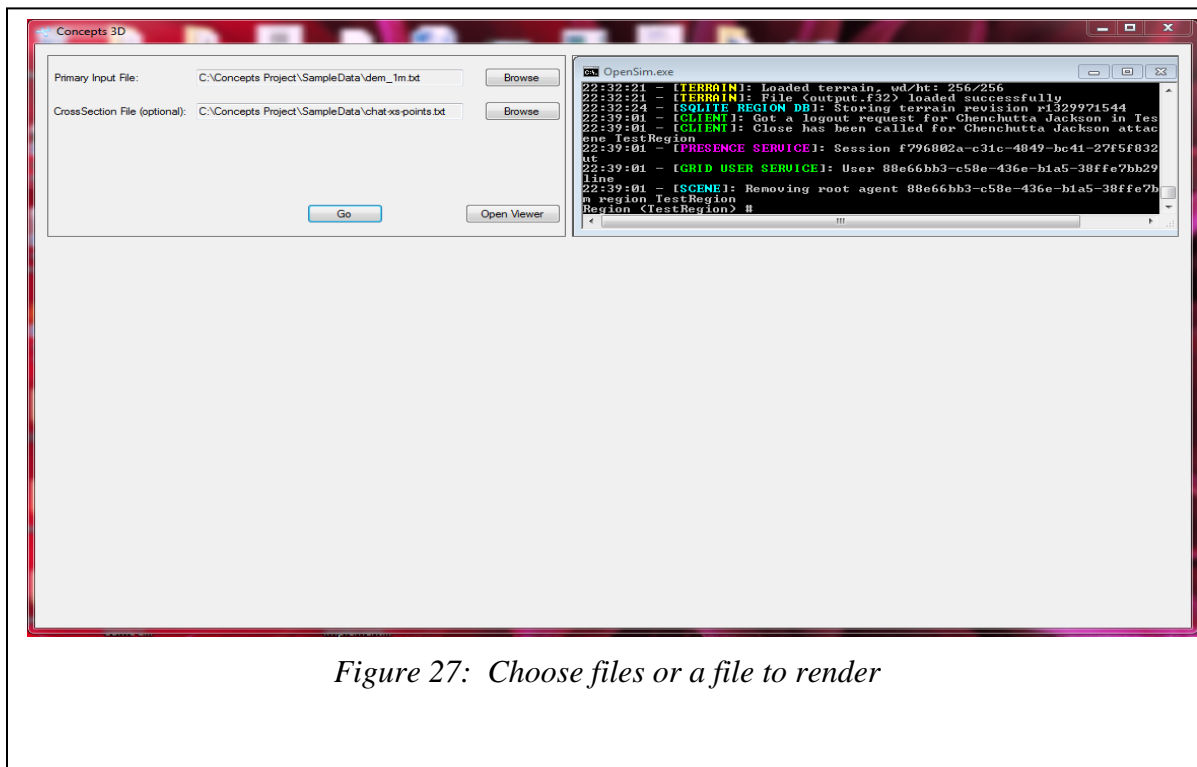 Concepts 3D
Primary Input File: C:\Concepts Project\SampleData\dem_1m.txt Browse
CrossSection File (optional): C:\Concepts Project\SampleData\chat-xs-points.txt Browse
Go Open Viewer
OpenSim.exe
22:32:21 - [TERRAIN]: Loaded terrain, wd/ht: 256/256
22:32:21 - [TERRAIN]: File (output.f32) loaded successfully
22:32:24 - [SQLITE REGION DB]: Storing terrain revision r1329971544
22:39:01 - [CLIENT]: Got a logout request for Chenchutta Jackson in Tes
22:39:01 - [CLIENT]: Close has been called for Chenchutta Jackson attac
ene TestRegion
22:39:01 - [PRESENCE SERVICE]: Session f796802a-c31c-4849-bc41-27f5f832
ut
22:39:01 - [GRID USER SERVICE]: User 88e66bb3-c58e-436e-b1a5-38ffe7bb29
line
22:39:01 - [SCENE]: Removing root agent 88e66bb3-c58e-436e-b1a5-38ffe7b
m region TestRegion
Region (TestRegion) #
Figure 27: Choose files or a file to render